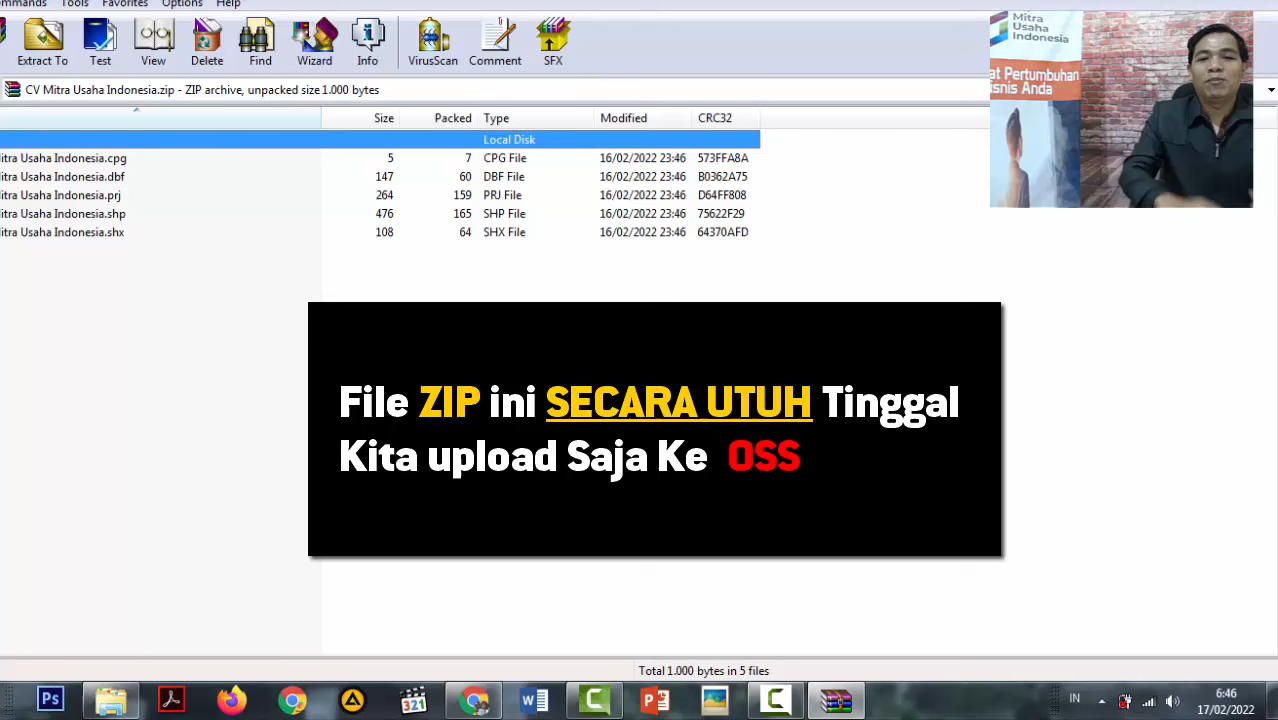 ommands Tools Favorites Options Help
Extract To Test View Delete Find Wizard Info VirusScan Comment SFX
CV Mitra Usaha Indonesia.zip - ZIP archive, unpacked size 1.000 bytes
Size Packed Type Modified CRC32
Local Disk
itra Usaha Indonesia.cpg 5 7 CPG File 16/02/2022 23:46 573FFA8A
itra Usaha Indonesia.dbf 147 60 DBF File 16/02/2022 23:46 B0362A75
itra Usaha Indonesia.prj 264 159 PRJ File 16/02/2022 23:46 D64FF808
itra Usaha Indonesia.shp 476 165 SHP File 16/02/2022 23:46 75622F29
itra Usaha Indonesia.shx 108 64 SHX File 16/02/2022 23:46 64370AFD
Mitra
Usaha
Indonesia
at Pertumbuhan
isnis Anda
File ZIP ini SECARA UTUH Tinggal
Kita upload Saja Ke OSS
Total 1.000 bytes in 5 files
Ps
321
IN
6:46
17/02/2022